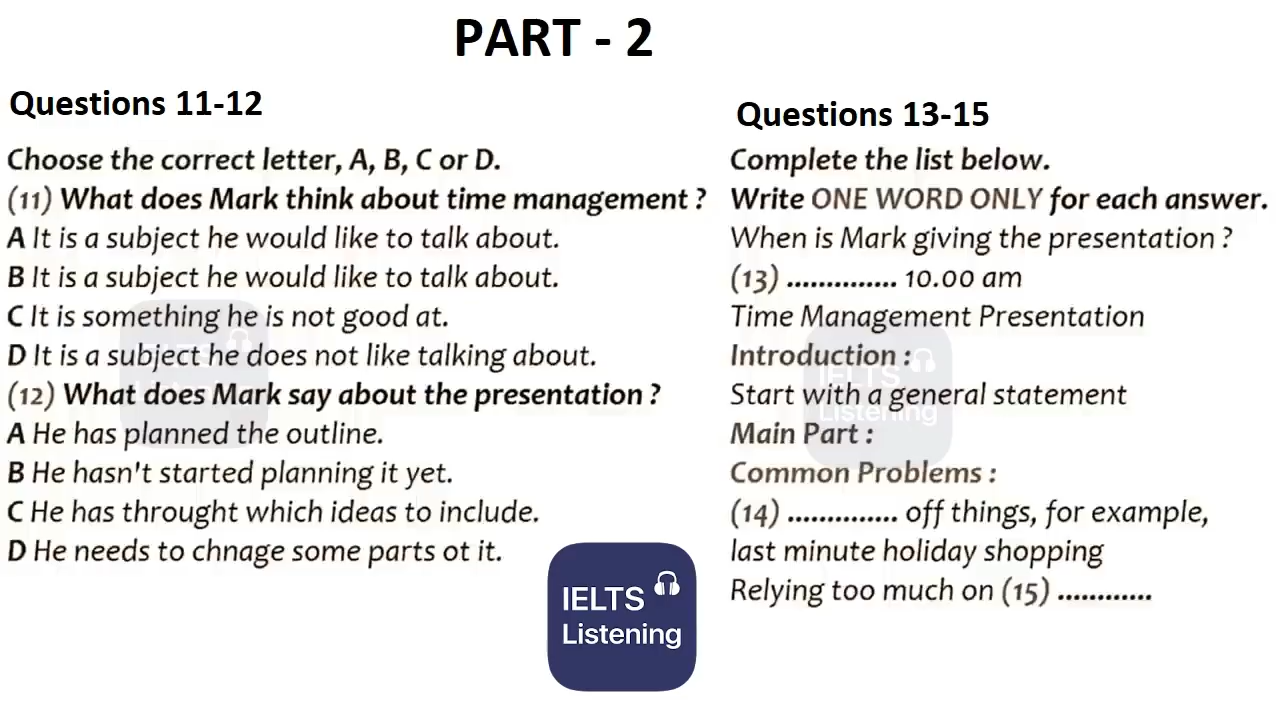 PART - 2
Questions 11-12
Choose the correct letter, A, B, C or D.
(11) What does Mark think about time management ?
A It is a subject he would like to talk about.
B It is a subject he would like to talk about.
C It is something he is not good at.
D It is a subject he does not like talking about.
(12) What does Mark say about the presentation ?
A He has planned the outline.
B He hasn't started planning it yet.
C He has throught which ideas to include.
D He needs to chnage some parts ot it.
Questions 13-15
Complete the list below.
Write ONE WORD ONLY for each answer.
When is Mark giving the presentation ?
(13) .............. 10.00 am
Time Management Presentation
Introduction :
Start with a general statement
Main Part :
Common Problems :
(14) .............. off things, for example,
last minute holiday shopping
Relying too much on (15) ............
IELTS
Listening
IELTS
Listening
IELTS
Listening